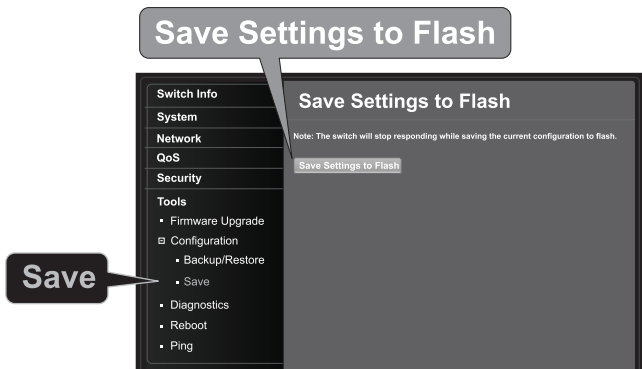 Save Settings to Flash
Switch Info
System
Network
QoS
Security
Tools
Firmware Upgrade
Configuration
Backup/Restore
Save
Diagnostics
Reboot
Ping
Save
Save Settings to Flash
Note: The switch will stop responding while saving the current configuration to flash.
Save Settings to Flash